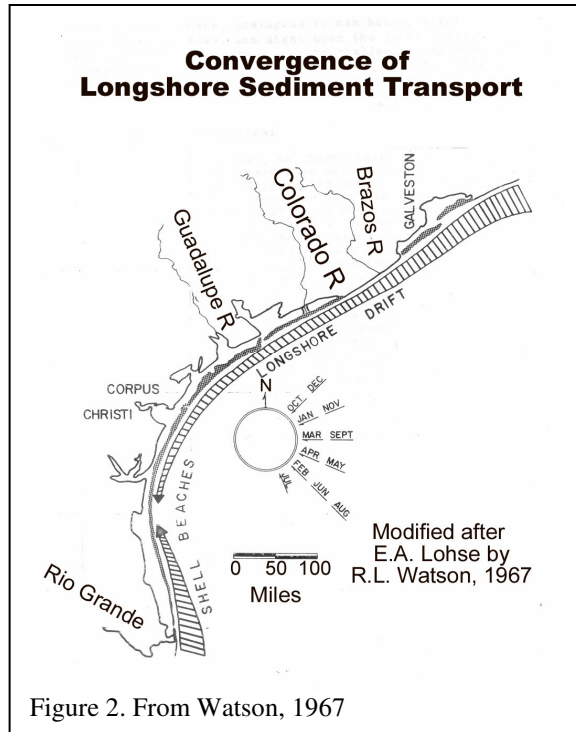 Convergence of
Longshore Sediment Transport
GALVESTON
Brazos R
Colorado R
Guadalupe R
LONGSHORE DRIFT
CORPUS
CHRISTI
N
OCT DEC
JAN NOV
MAR SEPT
APR MAY
FEB JUN AUG
JUL
SHELL BEACHES
0 50 100
Miles
Modified after
E.A. Lohse by
R.L. Watson, 1967
Rio Grande
Figure 2. From Watson, 1967